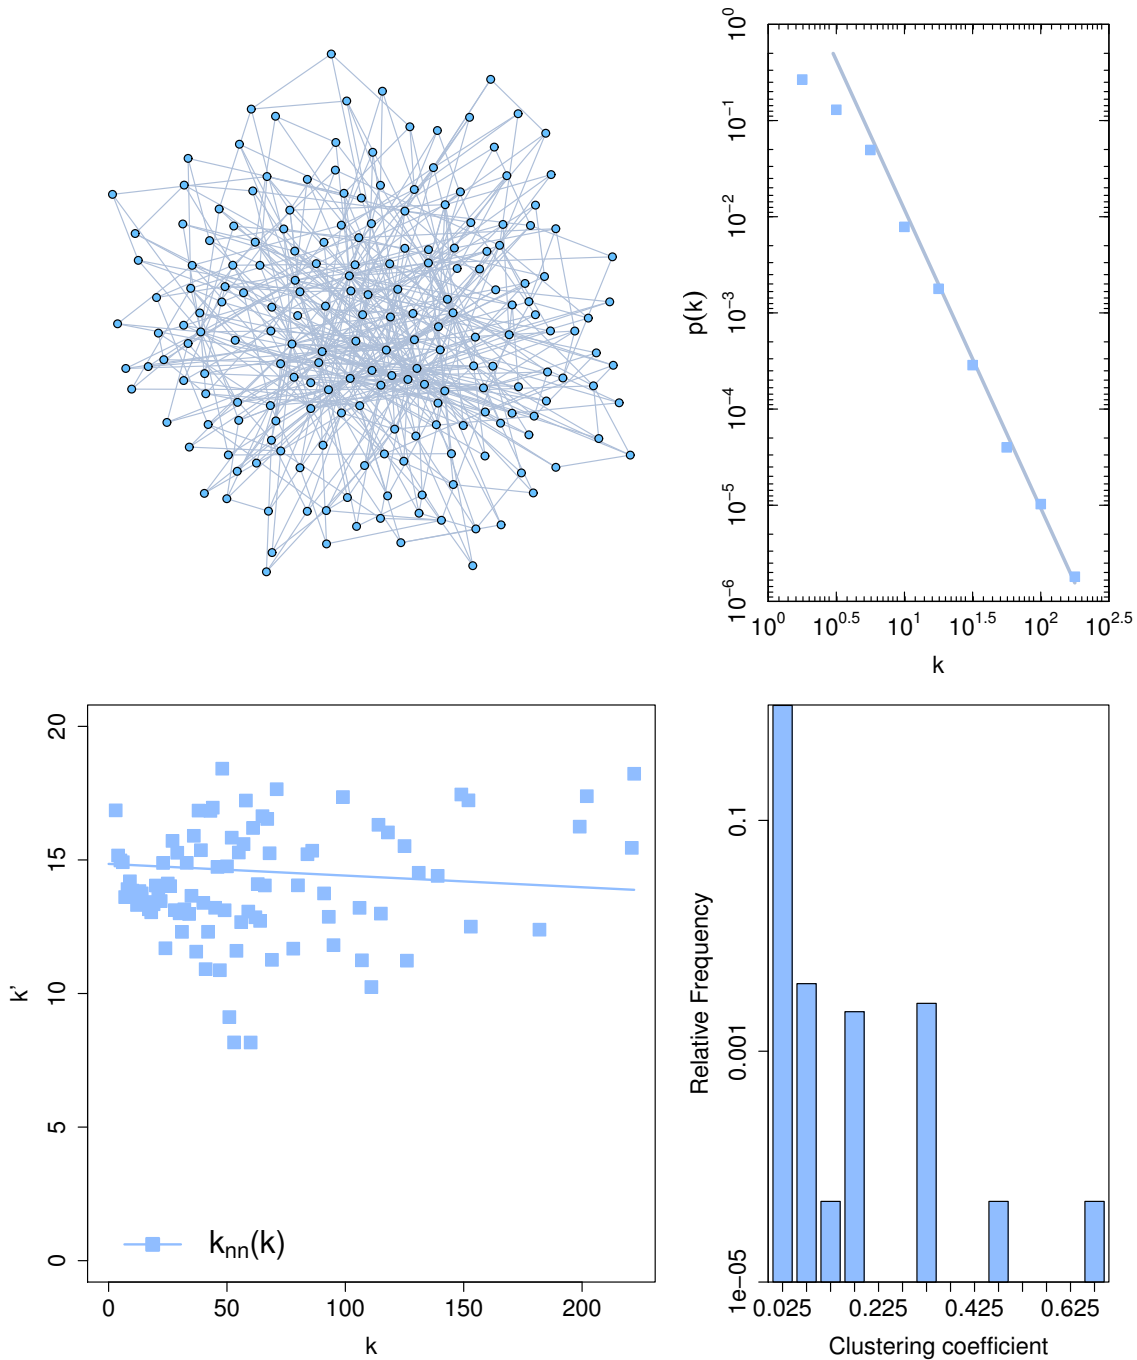 10^0
10^−1
10^−2
10^−3
10^−4
10^−5
10^−6
p(k)
10^0 10^0.5 10^1 10^1.5 10^2 10^2.5
k
20
15
10
5
0
k'
k_nn(k)
0 50 100 150 200
k
0.1
0.001
1e−05
Relative Frequency
0.025 0.225 0.425 0.625
Clustering coefficient